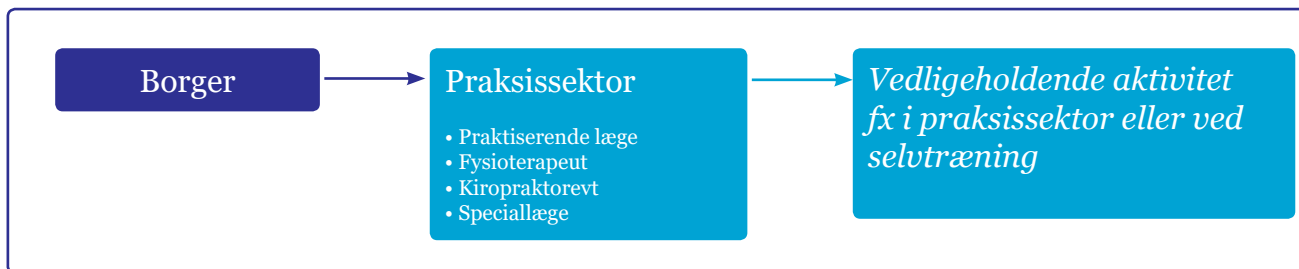 Borger
Praksissektor
• Praktiserende læge
• Fysioterapeut
• Kiropraktorevt
• Speciallæge
Vedligeholdende aktivitet
fx i praksissektor eller ved
selvtræning